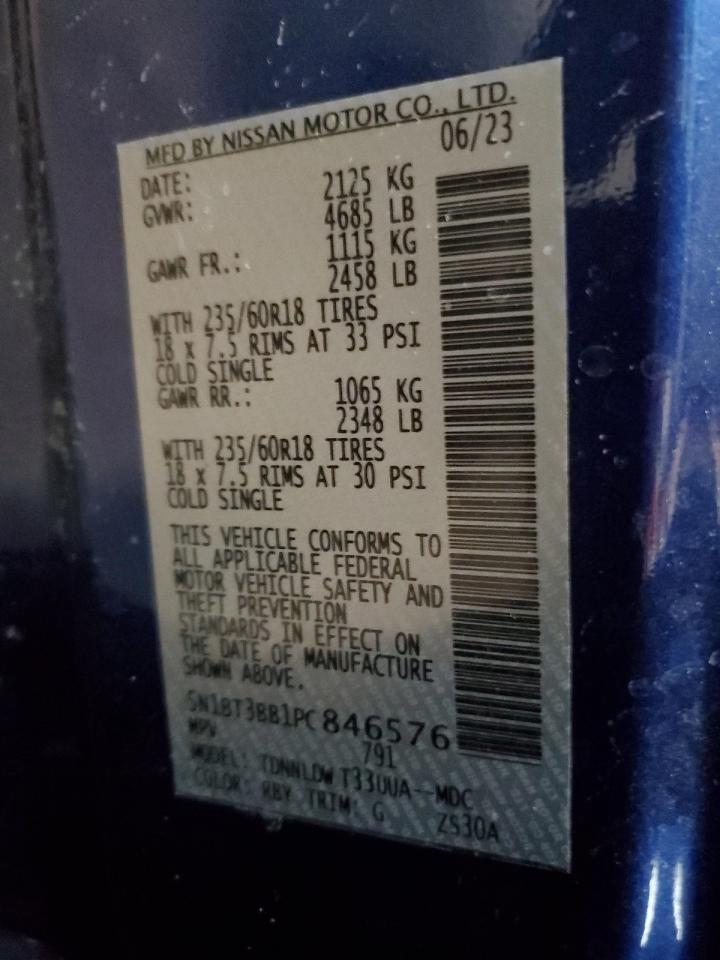 MFD BY NISSAN MOTOR CO., LTD.
DATE: 06/23
GVWR: 2125 KG
4685 LB
GAWR FR.: 1115 KG
2458 LB
WITH 235/60R18 TIRES
18 x 7.5 RIMS AT 33 PSI
COLD SINGLE
GAWR RR.: 1065 KG
2348 LB
WITH 235/60R18 TIRES
18 x 7.5 RIMS AT 30 PSI
COLD SINGLE
THIS VEHICLE CONFORMS TO
ALL APPLICABLE FEDERAL
MOTOR VEHICLE SAFETY AND
THEFT PREVENTION
STANDARDS IN EFFECT ON
THE DATE OF MANUFACTURE
SHOWN ABOVE.
5N1BT3BB1PC846576
MPV 791
MODEL: TDNNLDW T33UUA--MDC
COLOR: RBY TRIM: G ZS30A